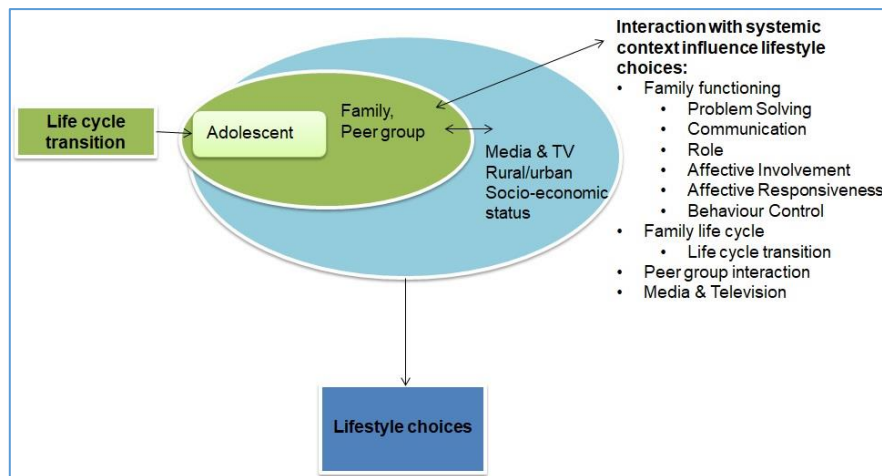 Life cycle
transition
Adolescent
Family,
Peer group
Media & TV
Rural/urban
Socio-economic
status
Lifestyle choices
Interaction with systemic
context influence lifestyle
choices:
• Family functioning
• Problem Solving
• Communication
• Role
• Affective Involvement
• Affective Responsiveness
• Behaviour Control
• Family life cycle
• Life cycle transition
• Peer group interaction
• Media & Television